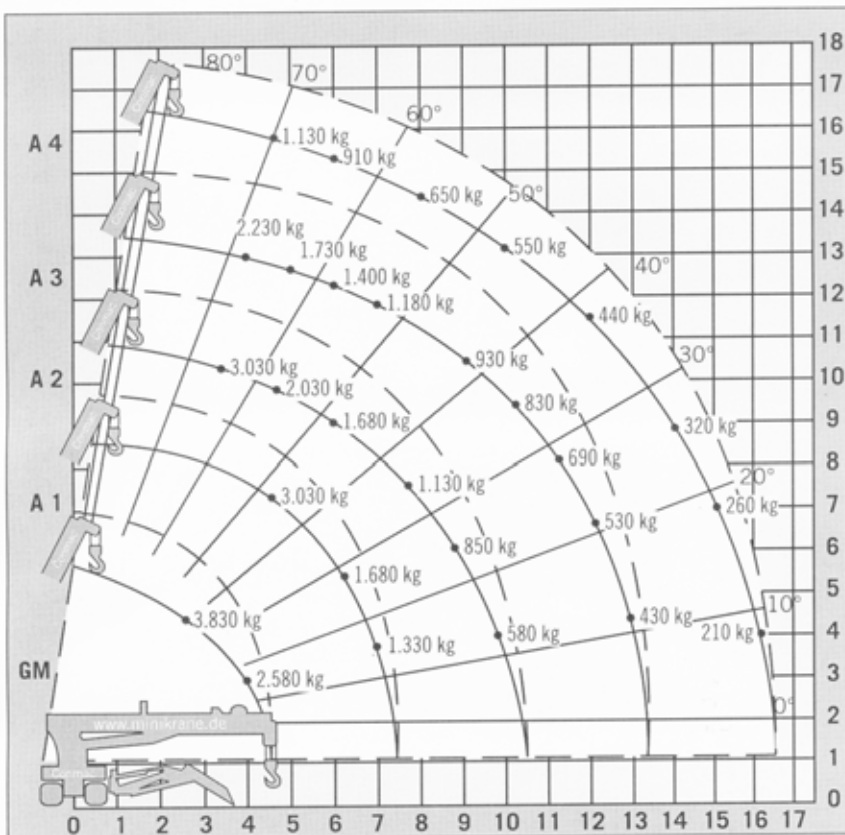 18
80°
17
70°
60°
16
A 4
1.130 kg
910 kg
15
650 kg
50°
14
2.230 kg
550 kg
13
1.730 kg
40°
A 3
1.400 kg
12
1.180 kg
440 kg
11
930 kg
30°
3.030 kg
10
A 2
2.030 kg
830 kg
1.680 kg
320 kg
9
690 kg
8
1.130 kg
20°
3.030 kg
260 kg
7
A 1
530 kg
850 kg
6
1.680 kg
5
10°
3.830 kg
430 kg
580 kg
210 kg
4
1.330 kg
GM
2.580 kg
3
0°
www.minikrane.de
2
1
0
0 1 2 3 4 5 6 7 8 9 10 11 12 13 14 15 16 17